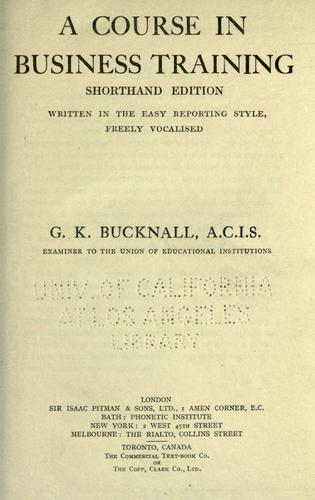 A COURSE IN
BUSINESS TRAINING
SHORTHAND EDITION
WRITTEN IN THE EASY REPORTING STYLE,
FREELY VOCALISED
G. K. BUCKNALL, A.C.I.S.
EXAMINER TO THE UNION OF EDUCATIONAL INSTITUTIONS
UNIV. OF CALIFORNIA
AT LOS ANGELES
LIBRARY
LONDON
SIR ISAAC PITMAN & SONS, LTD., 1 AMEN CORNER, E.C.
BATH: PHONETIC INSTITUTE
NEW YORK: 2 WEST 45TH STREET
MELBOURNE: THE RIALTO, COLLINS STREET
TORONTO, CANADA
THE COMMERCIAL TEXT-BOOK CO.
OR
THE COPP, CLARK CO., LTD.